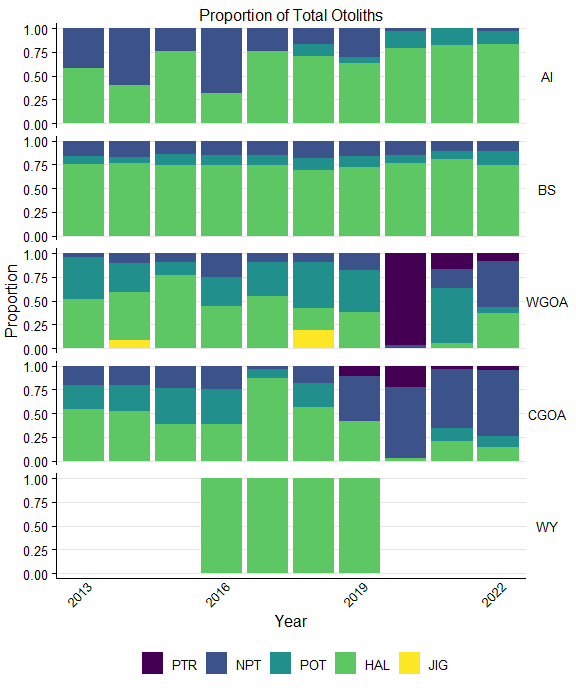 Proportion of Total Otoliths
1.00
0.75
0.50
0.25
0.00
AI
1.00
0.75
0.50
0.25
0.00
BS
1.00
0.75
0.50
0.25
0.00
WGOA
Proportion
1.00
0.75
0.50
0.25
0.00
CGOA
1.00
0.75
0.50
0.25
0.00
WY
2013 2016 2019 2022
Year
PTR NPT POT HAL JIG